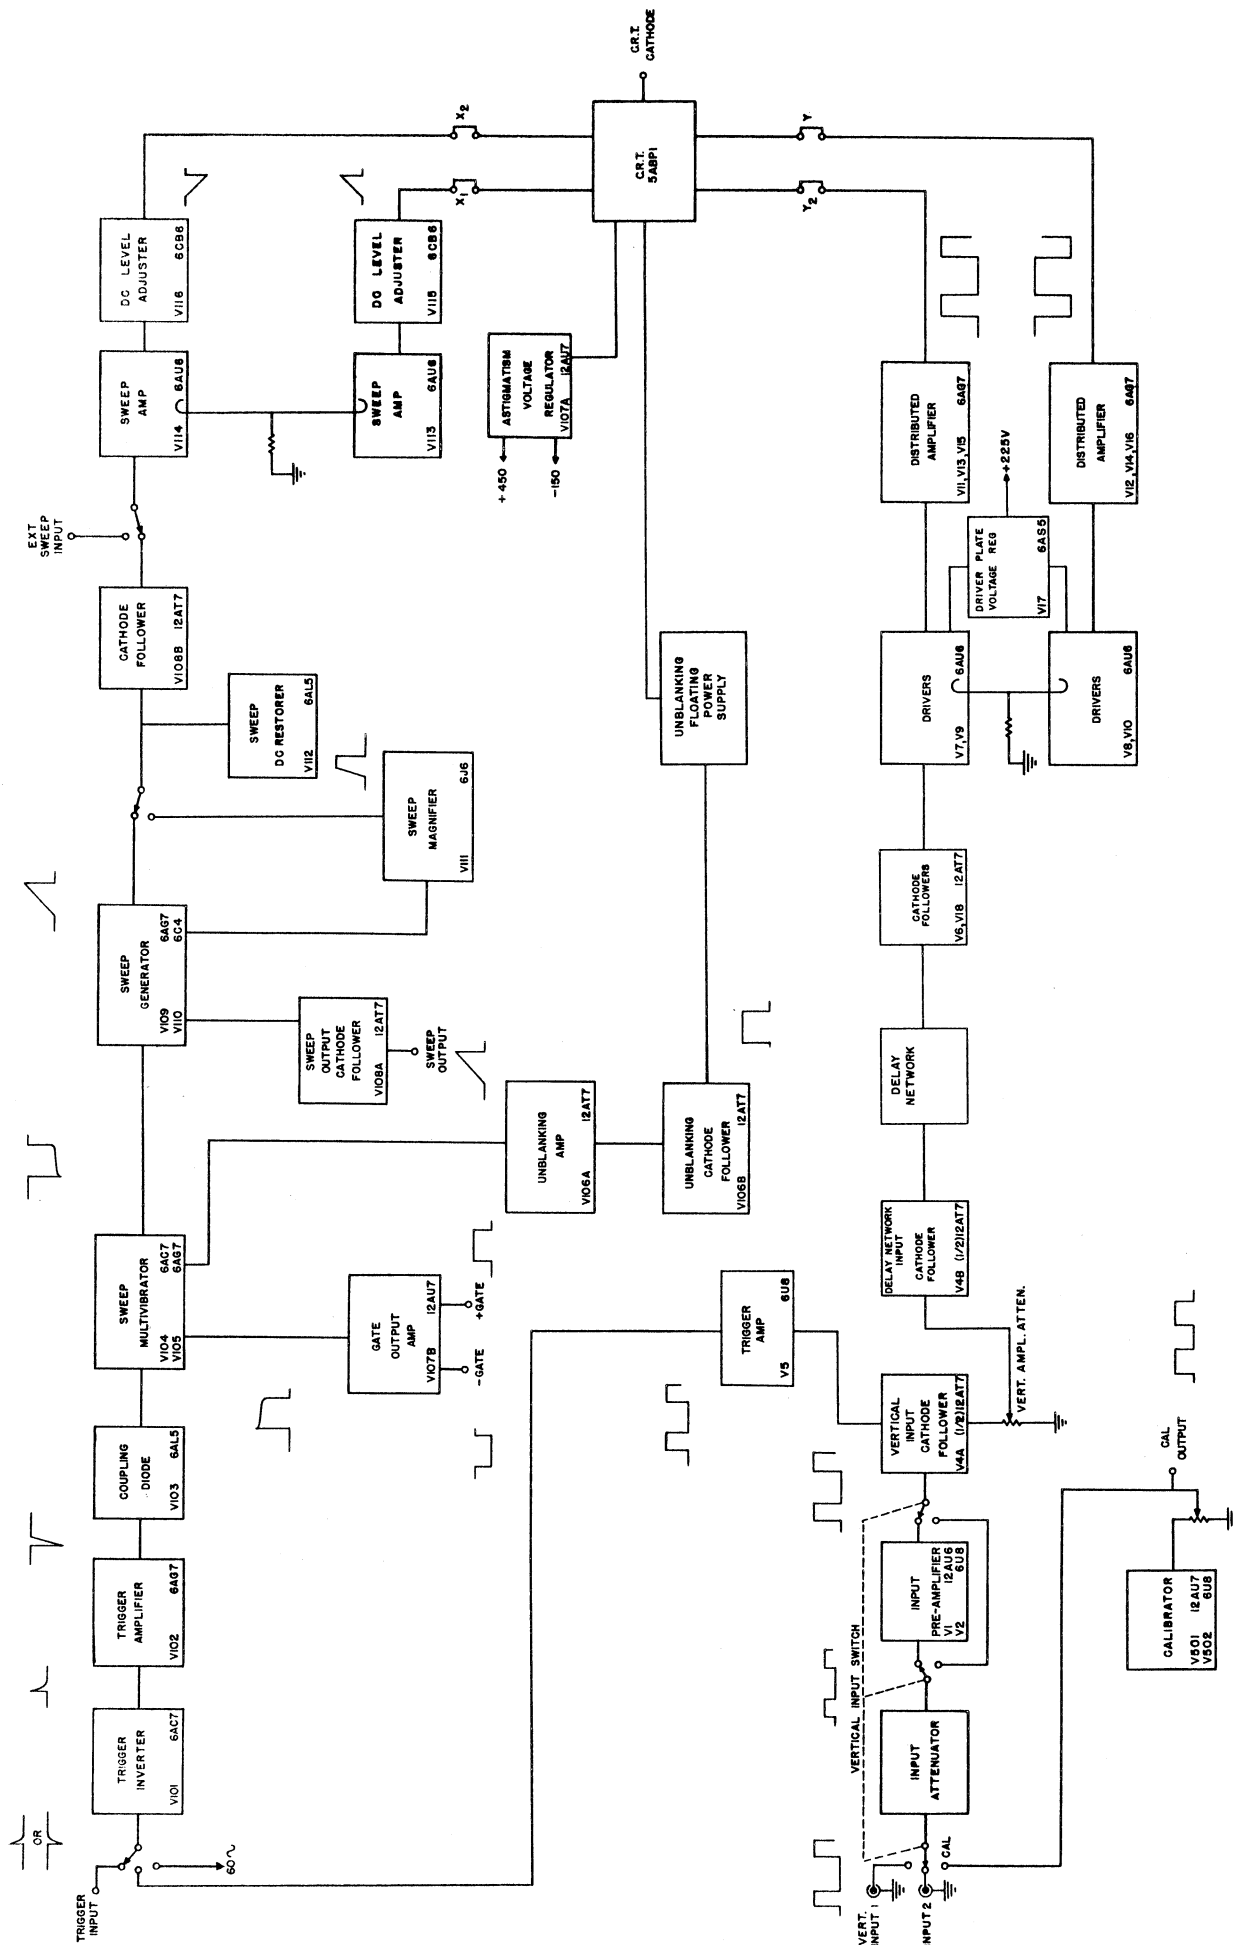 TRIGGER
INPUT
OR
60~
TRIGGER
INVERTER
V101 6AC7
TRIGGER
AMPLIFIER
V102 6AG7
COUPLING
DIODE
V103 6AL5
SWEEP
MULTIVIBRATOR
V104 6AC7
V105 6AG7
GATE
OUTPUT
AMP
V107B 12AU7
-GATE
+GATE
SWEEP
GENERATOR
V109 6AG7
V110 6C4
SWEEP
OUTPUT
CATHODE
FOLLOWER
V108A 12AT7
SWEEP
OUTPUT
SWEEP
MAGNIFIER
V111 6J6
SWEEP
DC RESTORER
V112 6AL5
CATHODE
FOLLOWER
V108B 12AT7
EXT
SWEEP
INPUT
SWEEP
AMP
V114 6AU6
DC LEVEL
ADJUSTER
V116 6CB6
SWEEP
AMP
V113 6AU6
DC LEVEL
ADJUSTER
V115 6CB6
X2
X1
ASTIGMATISM
VOLTAGE
REGULATOR
V107A 12AU7
+450
-150
UNBLANKING
AMP
V106A 12AT7
UNBLANKING
CATHODE
FOLLOWER
V106B 12AT7
UNBLANKING
FLOATING
POWER
SUPPLY
C.R.T.
5ABP1
C.R.T.
CATHODE
Y2
Y
TRIGGER
AMP
V5 6U8
VERT.
INPUT 1
INPUT 2
CAL
VERTICAL INPUT SWITCH
INPUT
ATTENUATOR
INPUT
PRE-AMPLIFIER
V1 12AU6
V2 6U8
VERTICAL
INPUT
CATHODE
FOLLOWER
V4A (1/2)12AT7
VERT. AMPL. ATTEN.
DELAY NETWORK
INPUT
CATHODE
FOLLOWER
V4B (1/2)12AT7
DELAY
NETWORK
CATHODE
FOLLOWERS
V6,V18 12AT7
DRIVERS
V7,V9 6AU6
DRIVERS
V8,V10 6AU6
DRIVER PLATE
VOLTAGE REG
V17 6AS5
+225V
DISTRIBUTED
AMPLIFIER
V11,V13,V15 6AG7
DISTRIBUTED
AMPLIFIER
V12,V14,V16 6AG7
CALIBRATOR
V501 12AU7
V502 6U8
CAL
OUTPUT